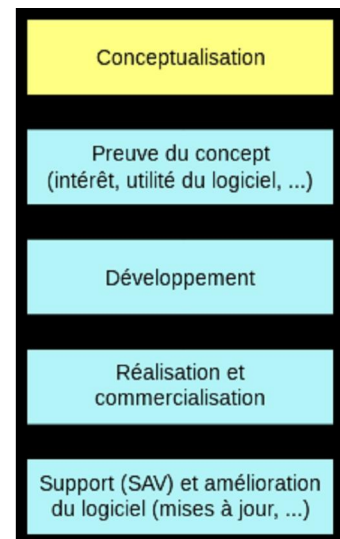 Conceptualisation
Preuve du concept
(intérêt, utilité du logiciel, ...)
Développement
Réalisation et
commercialisation
Support (SAV) et amélioration
du logiciel (mises à jour, ...)